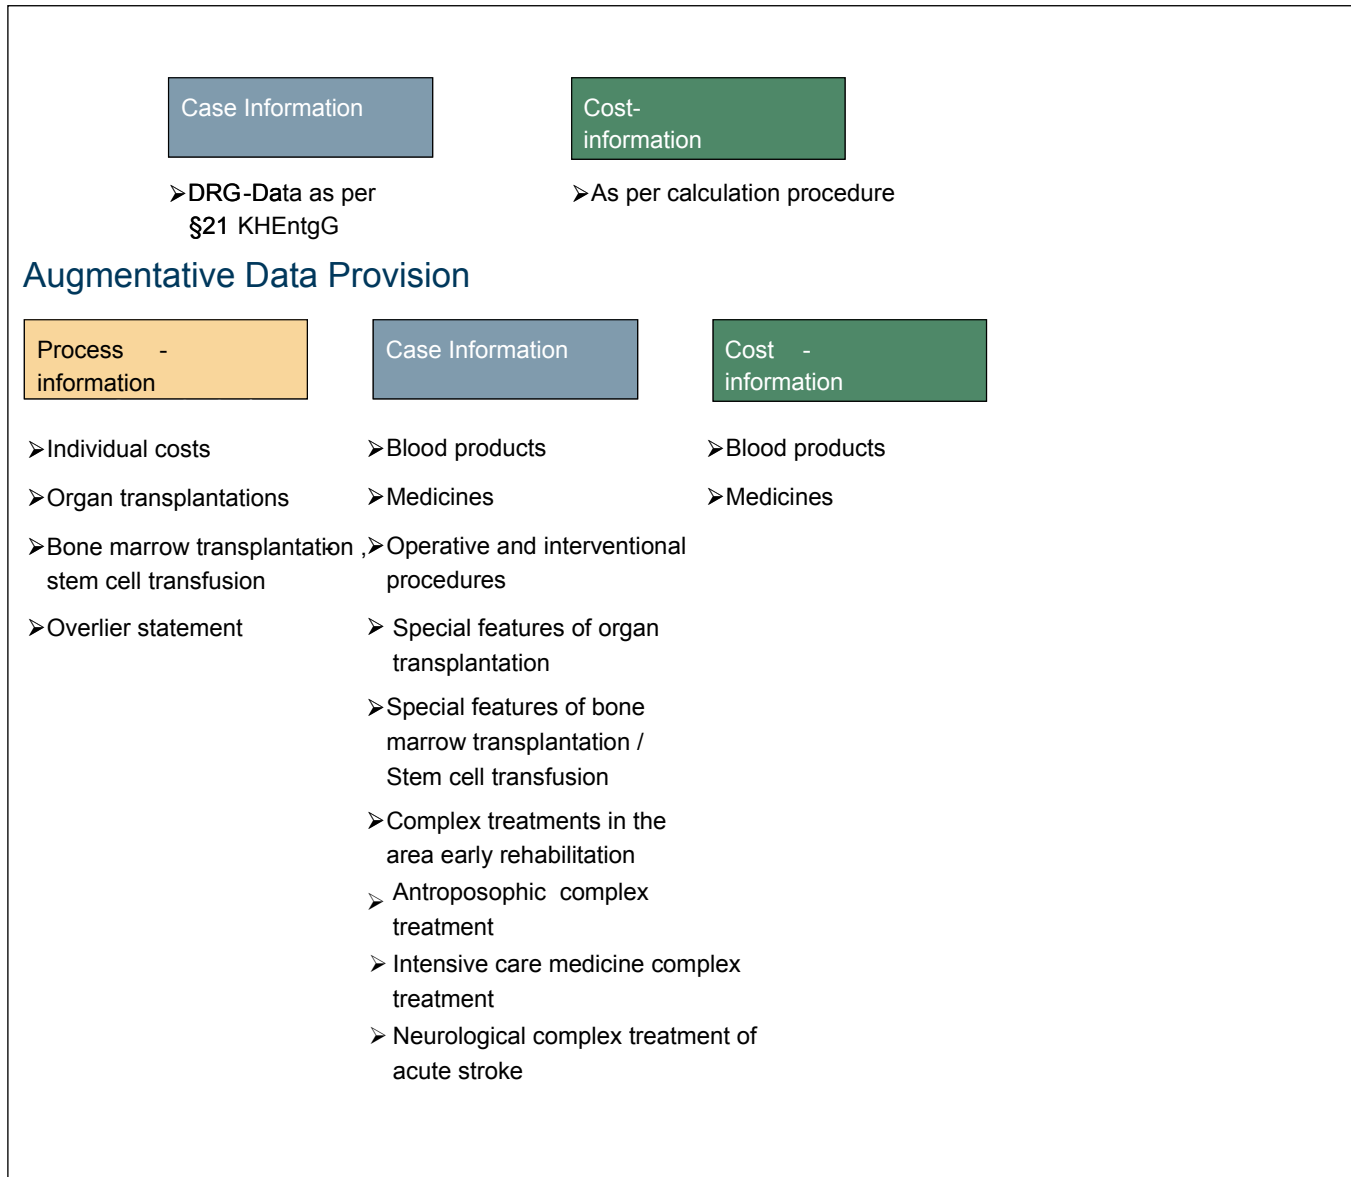 Case Information
Cost-
information
➢DRG-Data as per
§21 KHEntgG
➢As per calculation procedure
Augmentative Data Provision
Process -
information
➢Individual costs
➢Organ transplantations
➢Bone marrow transplantation-,
stem cell transfusion
➢Overlier statement
Case Information
➢Blood products
➢Medicines
➢Operative and interventional
procedures
➢ Special features of organ
transplantation
➢Special features of bone
marrow transplantation /
Stem cell transfusion
➢Complex treatments in the
area early rehabilitation
➢ Antroposophic complex
treatment
➢ Intensive care medicine complex
treatment
➢ Neurological complex treatment of
acute stroke
Cost -
information
➢Blood products
➢Medicines